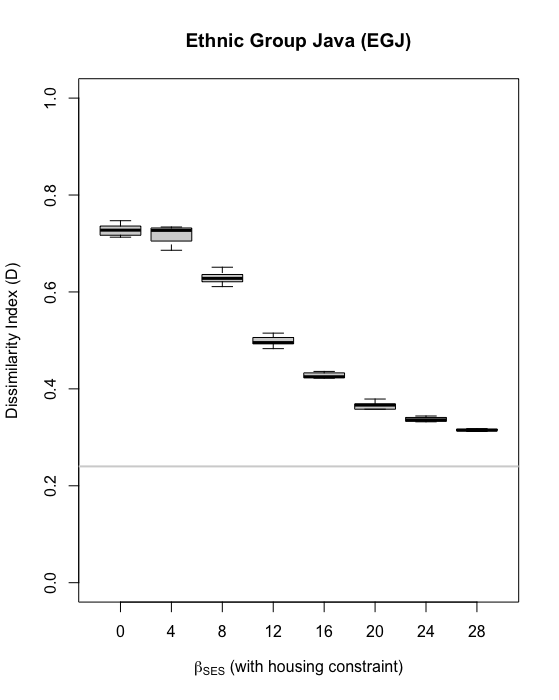 Ethnic Group Java (EGJ)
Dissimilarity Index (D)
1.0
0.8
0.6
0.4
0.2
0.0
0 4 8 12 16 20 24 28
βSES (with housing constraint)